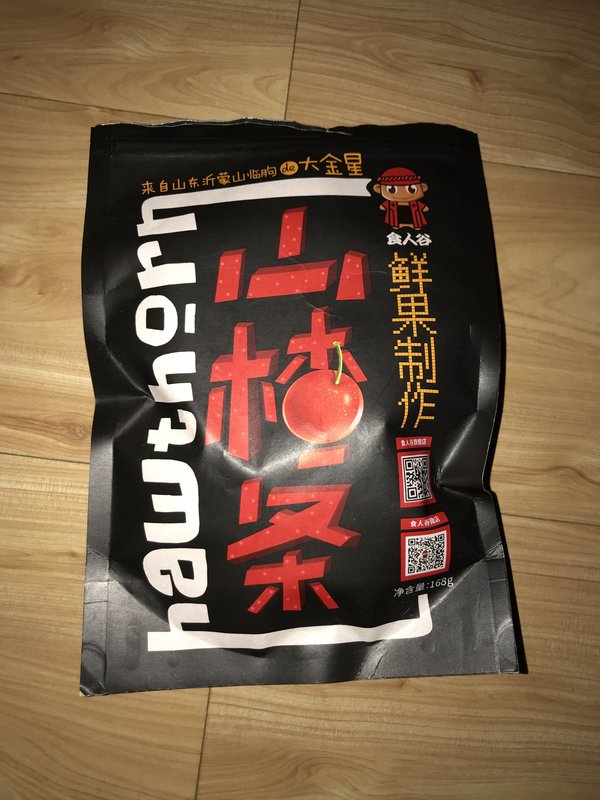 来自山东沂蒙山临朐de大金星
食人谷
hawthorn
山楂条
鲜果制作
食人谷旗舰店
食人谷微店
净含量:168g